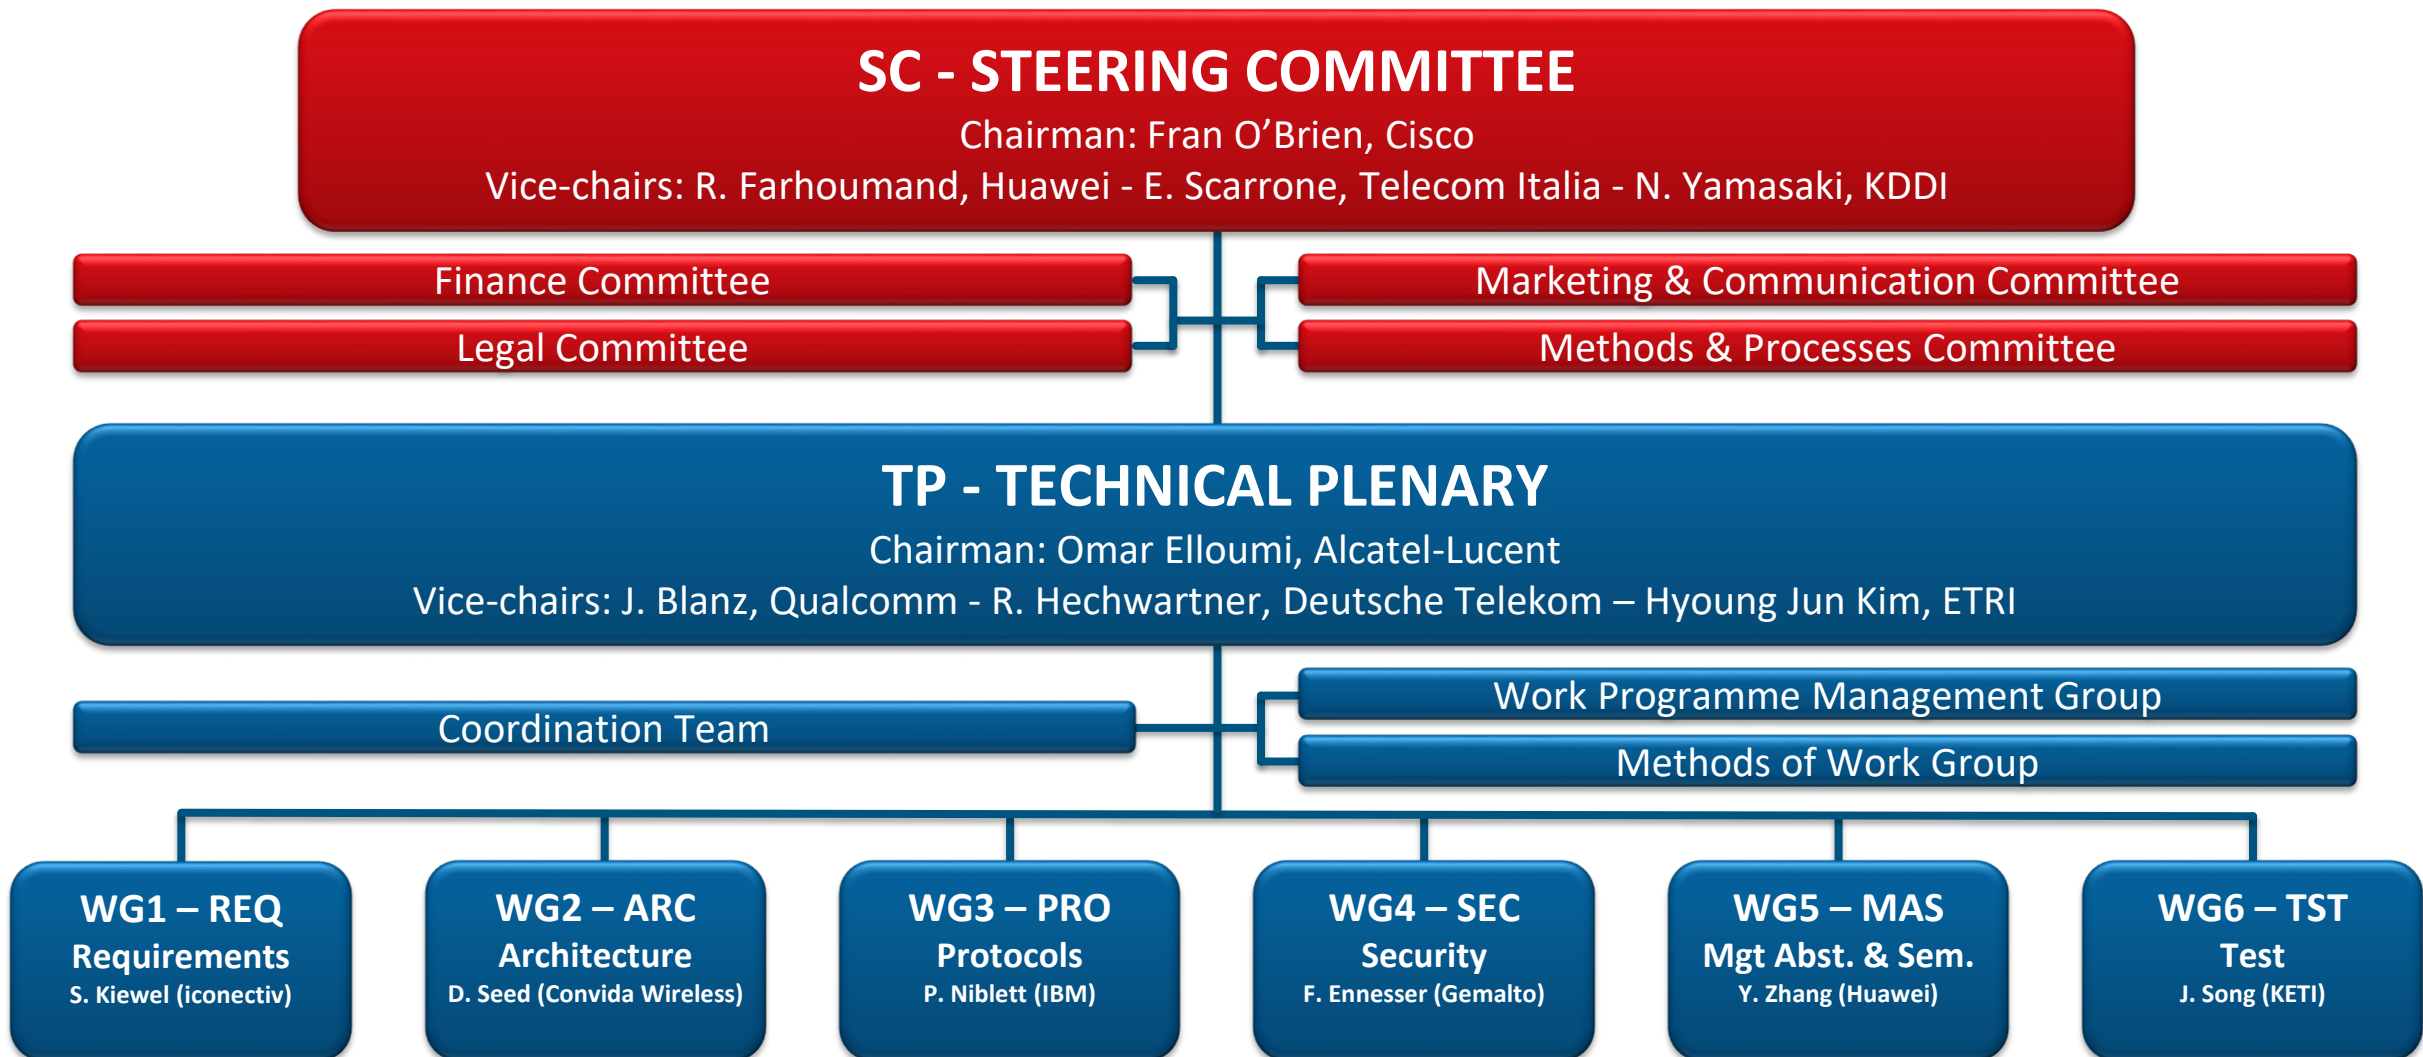 SC - STEERING COMMITTEE
Chairman: Fran O’Brien, Cisco
Vice-chairs: R. Farhoumand, Huawei - E. Scarrone, Telecom Italia - N. Yamasaki, KDDI
Finance Committee
Marketing & Communication Committee
Legal Committee
Methods & Processes Committee
TP - TECHNICAL PLENARY
Chairman: Omar Elloumi, Alcatel-Lucent
Vice-chairs: J. Blanz, Qualcomm - R. Hechwartner, Deutsche Telekom – Hyoung Jun Kim, ETRI
Work Programme Management Group
Coordination Team
Methods of Work Group
WG1 – REQ
Requirements
S. Kiewel (iconectiv)
WG2 – ARC
Architecture
D. Seed (Convida Wireless)
WG3 – PRO
Protocols
P. Niblett (IBM)
WG4 – SEC
Security
F. Ennesser (Gemalto)
WG5 – MAS
Mgt Abst. & Sem.
Y. Zhang (Huawei)
WG6 – TST
Test
J. Song (KETI)